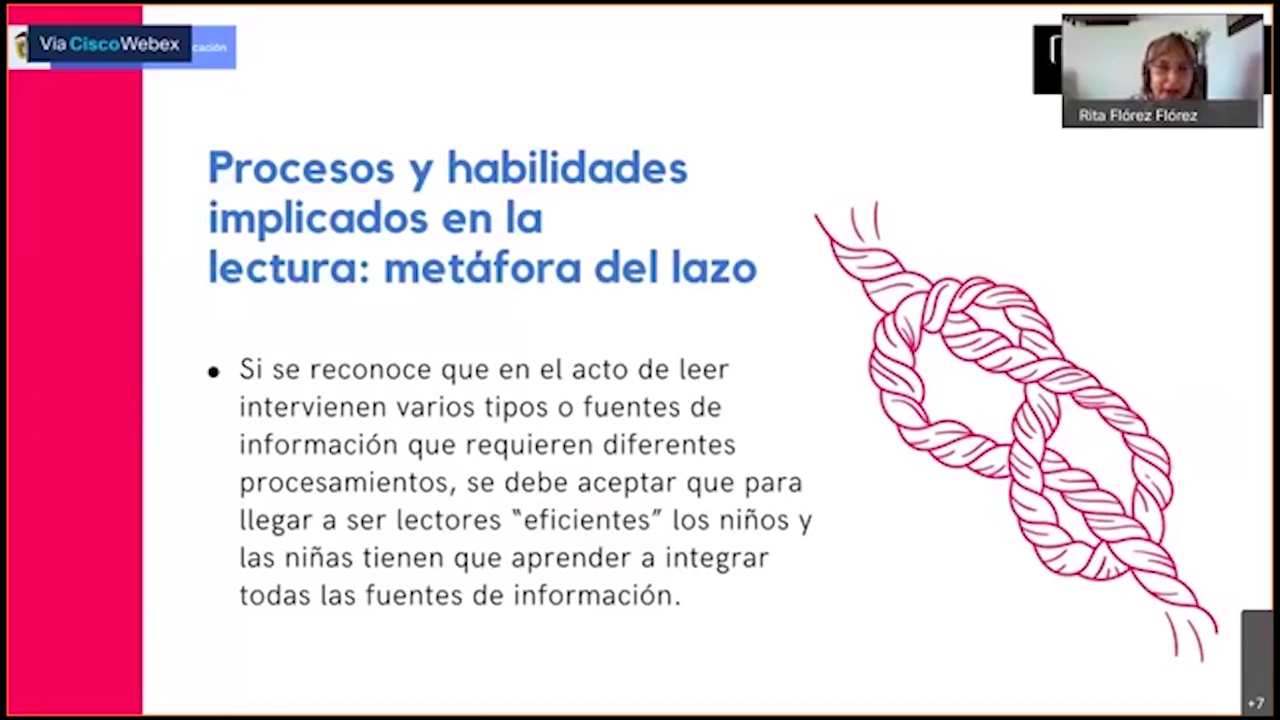 Via CiscoWebex
cación
Rita Flórez Flórez
Procesos y habilidades
implicados en la
lectura: metáfora del lazo
• Si se reconoce que en el acto de leer
intervienen varios tipos o fuentes de
información que requieren diferentes
procesamientos, se debe aceptar que para
llegar a ser lectores “eficientes” los niños y
las niñas tienen que aprender a integrar
todas las fuentes de información.
+7